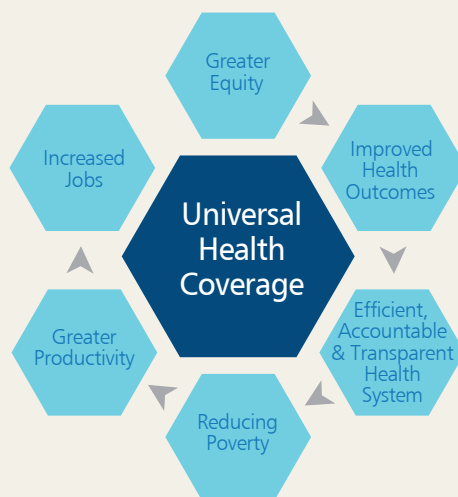 Greater
Equity
Increased
Jobs
Improved
Health
Outcomes
Universal
Health
Coverage
Greater
Productivity
Efficient,
Accountable
& Transparent
Health
System
Reducing
Poverty